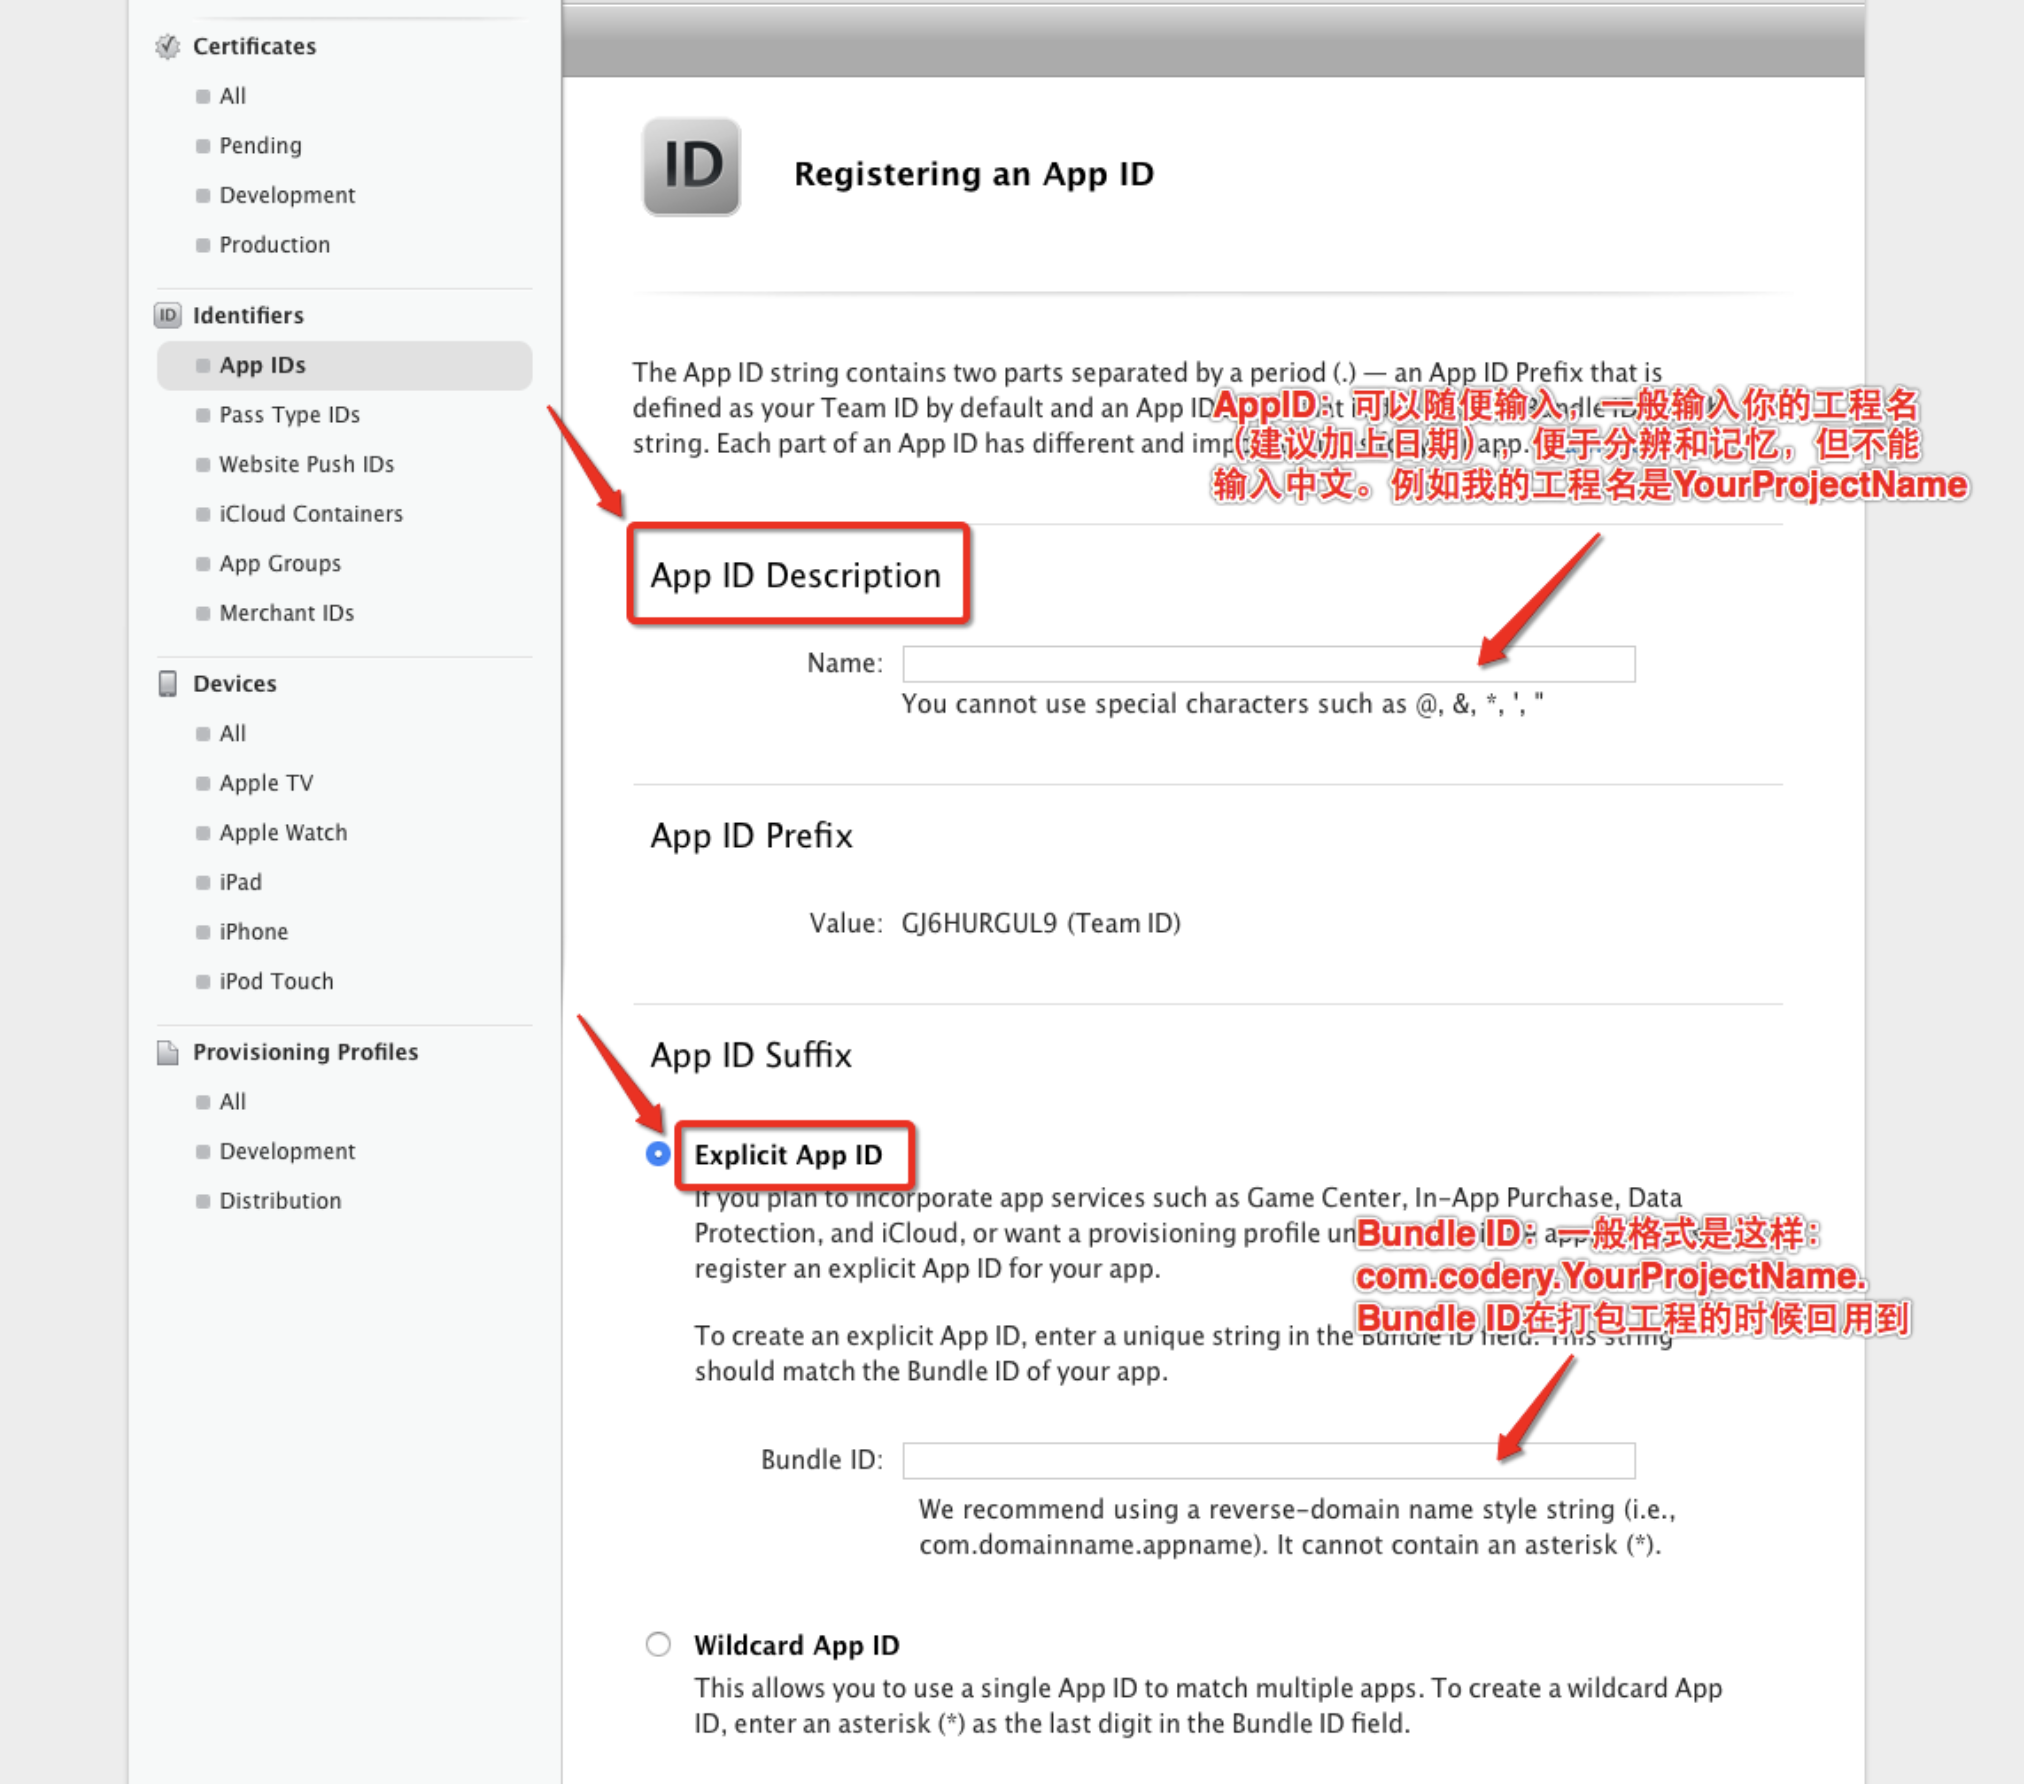 Certificates
All
Pending
Development
Production
Identifiers
App IDs
Pass Type IDs
Website Push IDs
iCloud Containers
App Groups
Merchant IDs
Devices
All
Apple TV
Apple Watch
iPad
iPhone
iPod Touch
Provisioning Profiles
All
Development
Distribution
ID
Registering an App ID
The App ID string contains two parts separated by a period (.) — an App ID Prefix that is
defined as your Team ID by default and an App ID
string. Each part of an App ID has different and app.
AppID：可以随便输入，一般输入你的工程名
（建议加上日期），便于分辨和记忆，但不能
输入中文。例如我的工程名是YourProjectName
App ID Description
Name:
You cannot use special characters such as @, &, *, ', "
App ID Prefix
Value: GJ6HURGUL9 (Team ID)
App ID Suffix
Explicit App ID
If you plan to incorporate app services such as Game Center, In-App Purchase, Data
Protection, and iCloud, or want a provisioning profile
register an explicit App ID for your app.
Bundle ID：一般格式是这样：
com.codery.YourProjectName.
Bundle ID在打包工程的时候回用到
To create an explicit App ID, enter a unique string in the Bundle ID field. This string
should match the Bundle ID of your app.
Bundle ID:
We recommend using a reverse-domain name style string (i.e.,
com.domainname.appname). It cannot contain an asterisk (*).
Wildcard App ID
This allows you to use a single App ID to match multiple apps. To create a wildcard App
ID, enter an asterisk (*) as the last digit in the Bundle ID field.